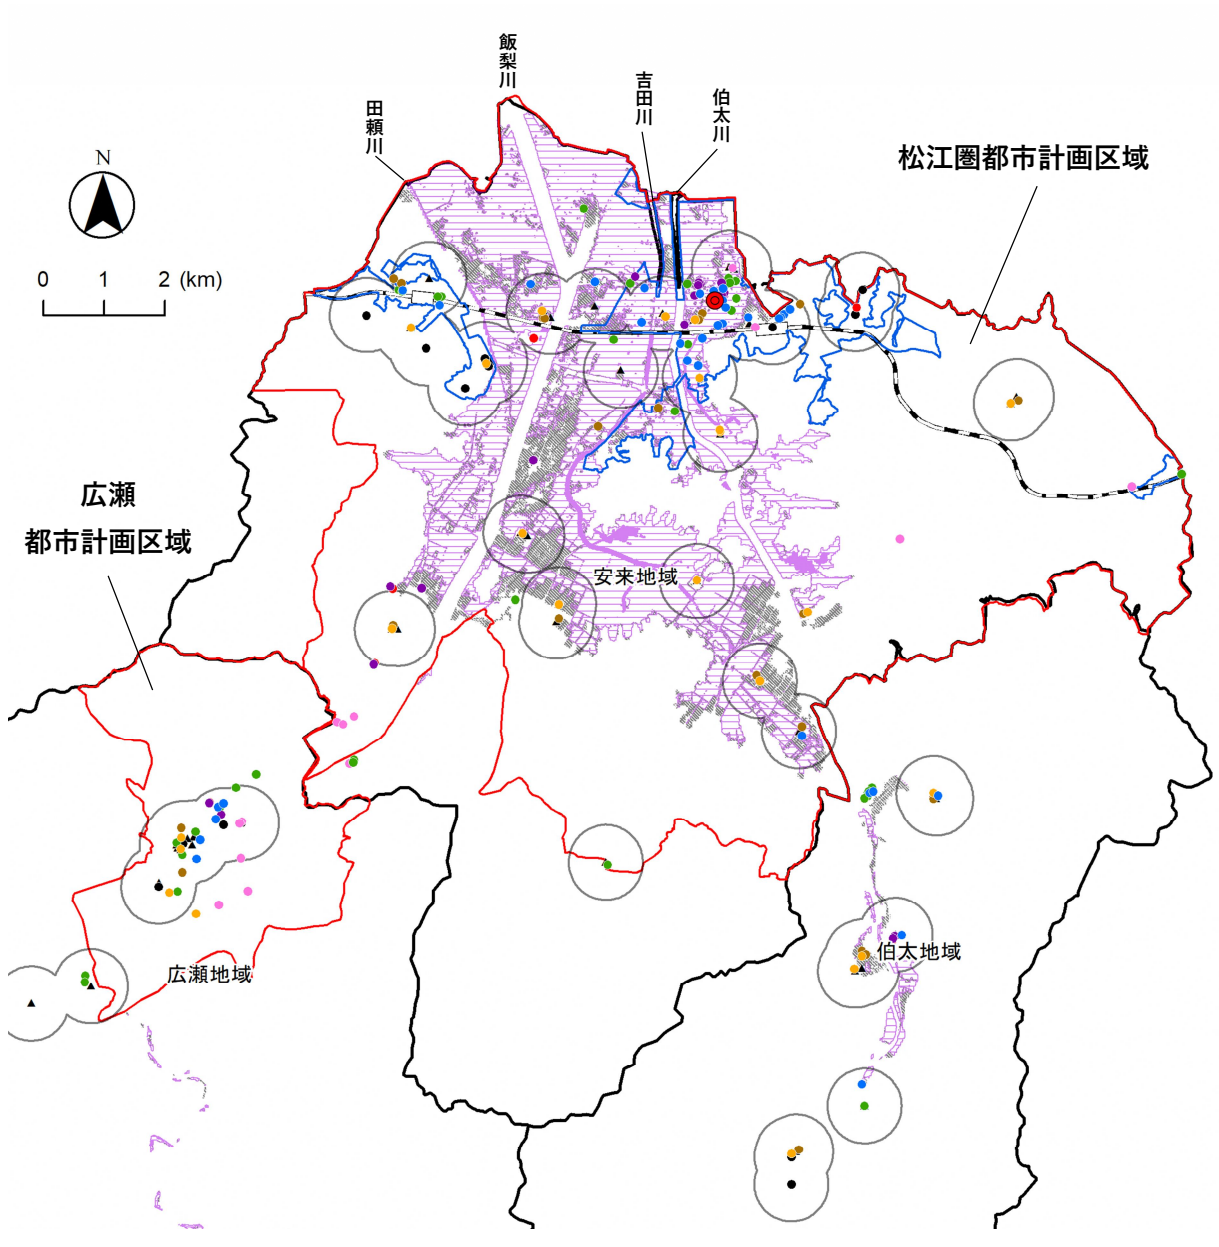 飯梨川
吉田川
伯太川
田頼川
松江圏都市計画区域
N
0 1 2 (km)
広瀬
都市計画区域
安来地域
伯太地域
広瀬地域